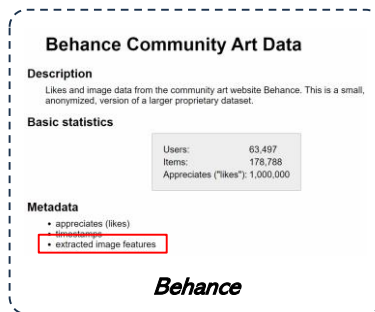 Behance Community Art Data
Description
Likes and image data from the community art website Behance. This is a small,
anonymized, version of a larger proprietary dataset.
Basic statistics
Users: 63,497
Items: 178,788
Appreciates ("likes"): 1,000,000
Metadata
• appreciates (likes)
• timestamps
• extracted image features
Behance